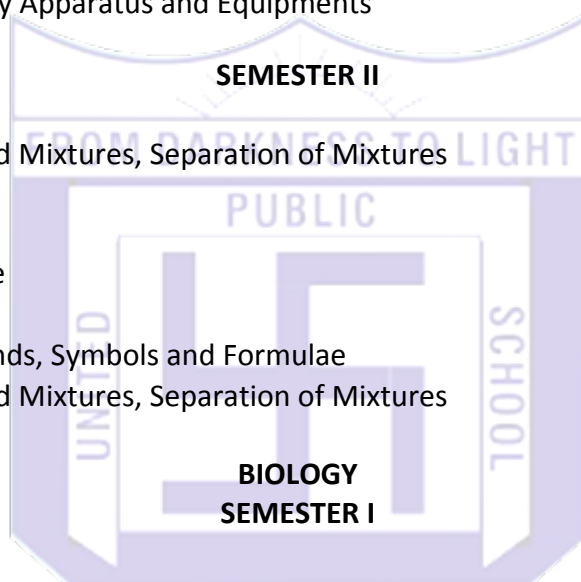 y Apparatus and Equipments
SEMESTER II
FROM DARKNESS TO LIGHT
d Mixtures, Separation of Mixtures
PUBLIC
e
UNITED
SCHOOL
nds, Symbols and Formulae
d Mixtures, Separation of Mixtures
BIOLOGY
SEMESTER I